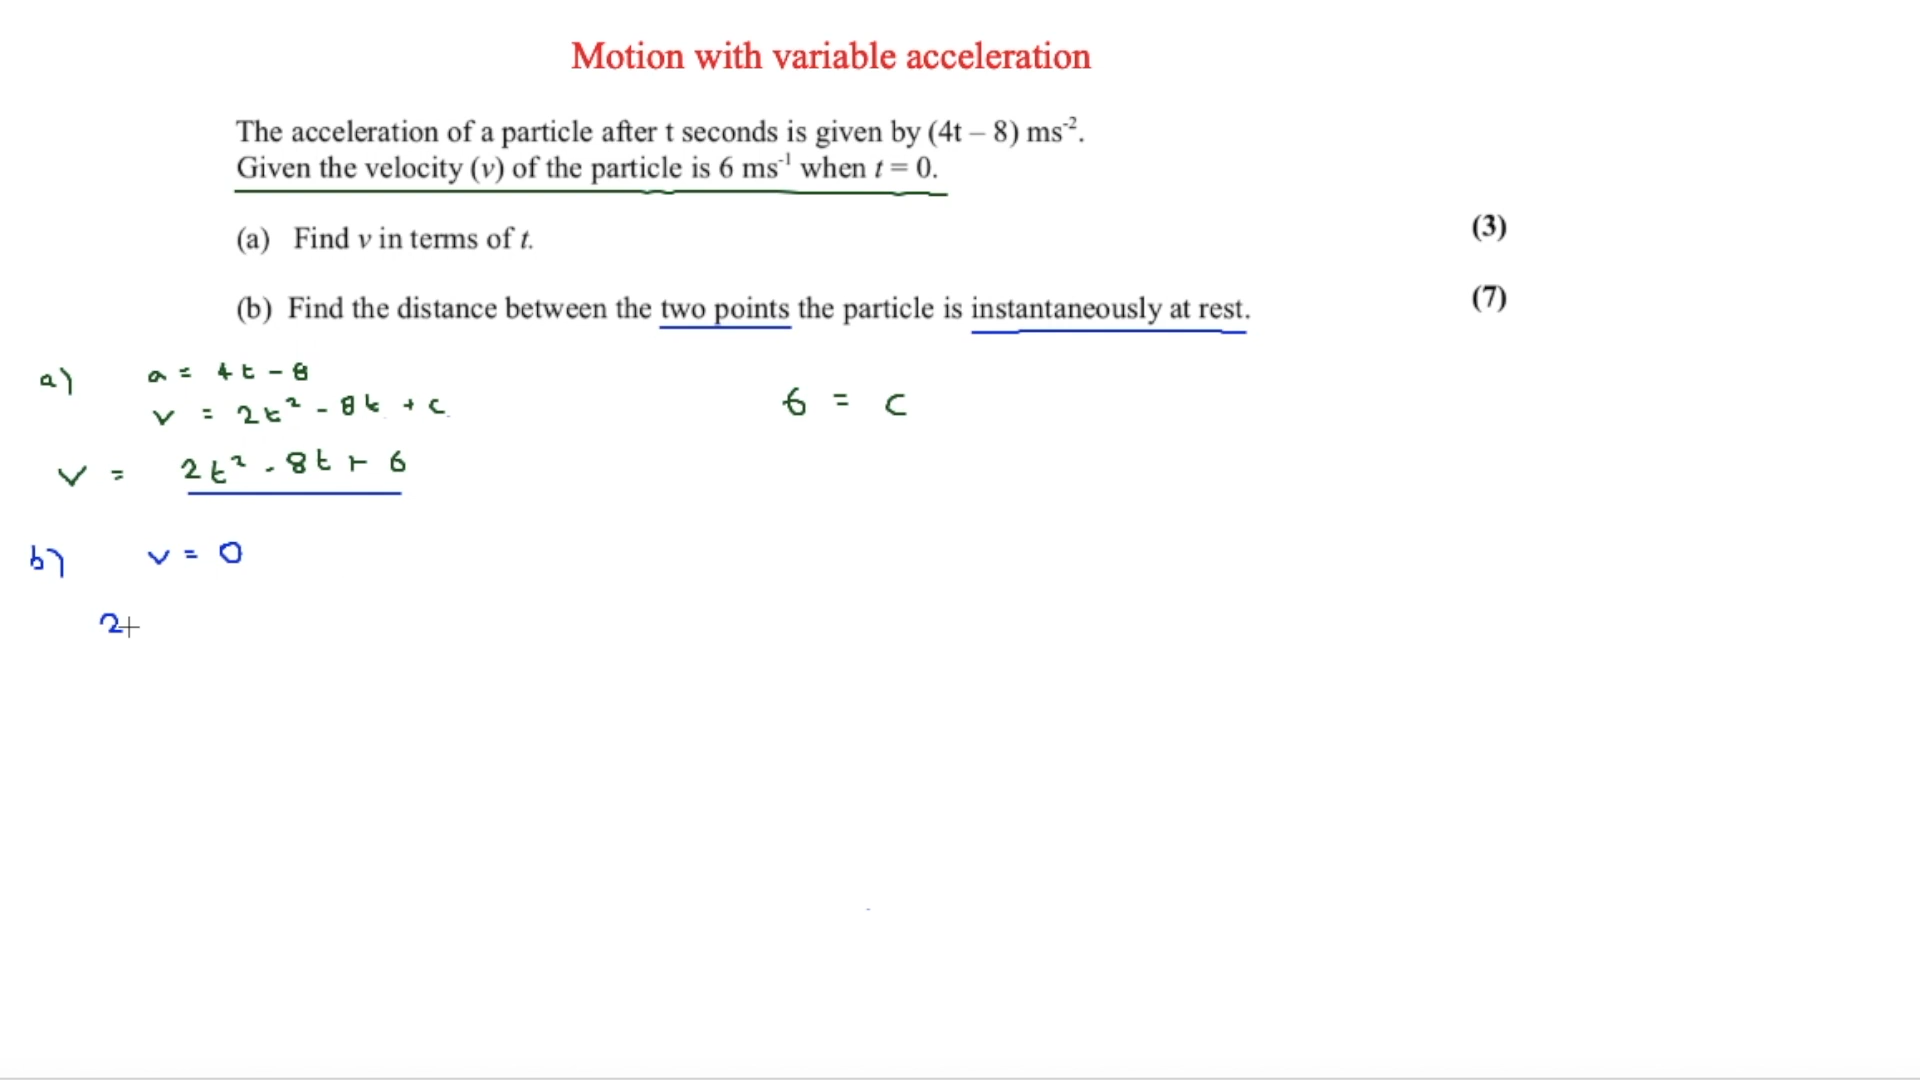 Motion with variable acceleration
The acceleration of a particle after t seconds is given by (4t – 8) ms⁻².
Given the velocity (v) of the particle is 6 ms⁻¹ when t = 0.
(a) Find v in terms of t.
(3)
(b) Find the distance between the two points the particle is instantaneously at rest.
(7)
a) a = 4t - 8
v = 2t² - 8t + c
6 = c
v = 2t² - 8t + 6
b) v = 0
2